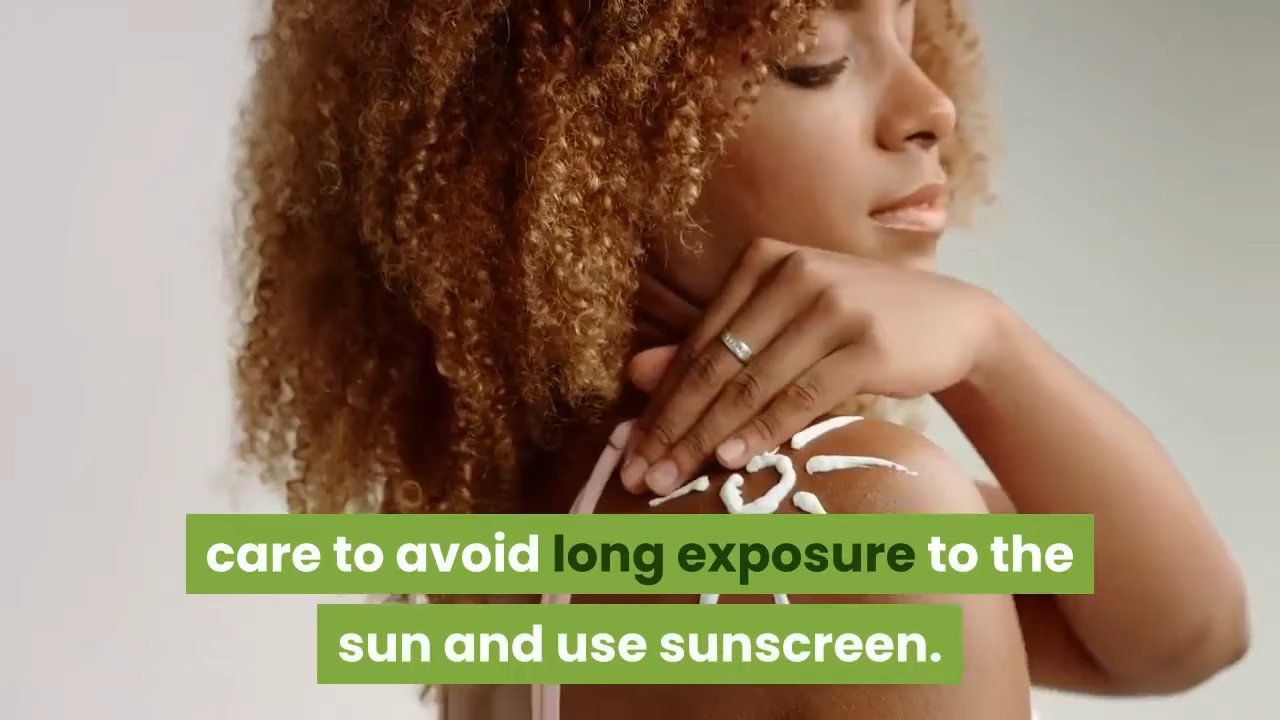 care to avoid long exposure to the
sun and use sunscreen.